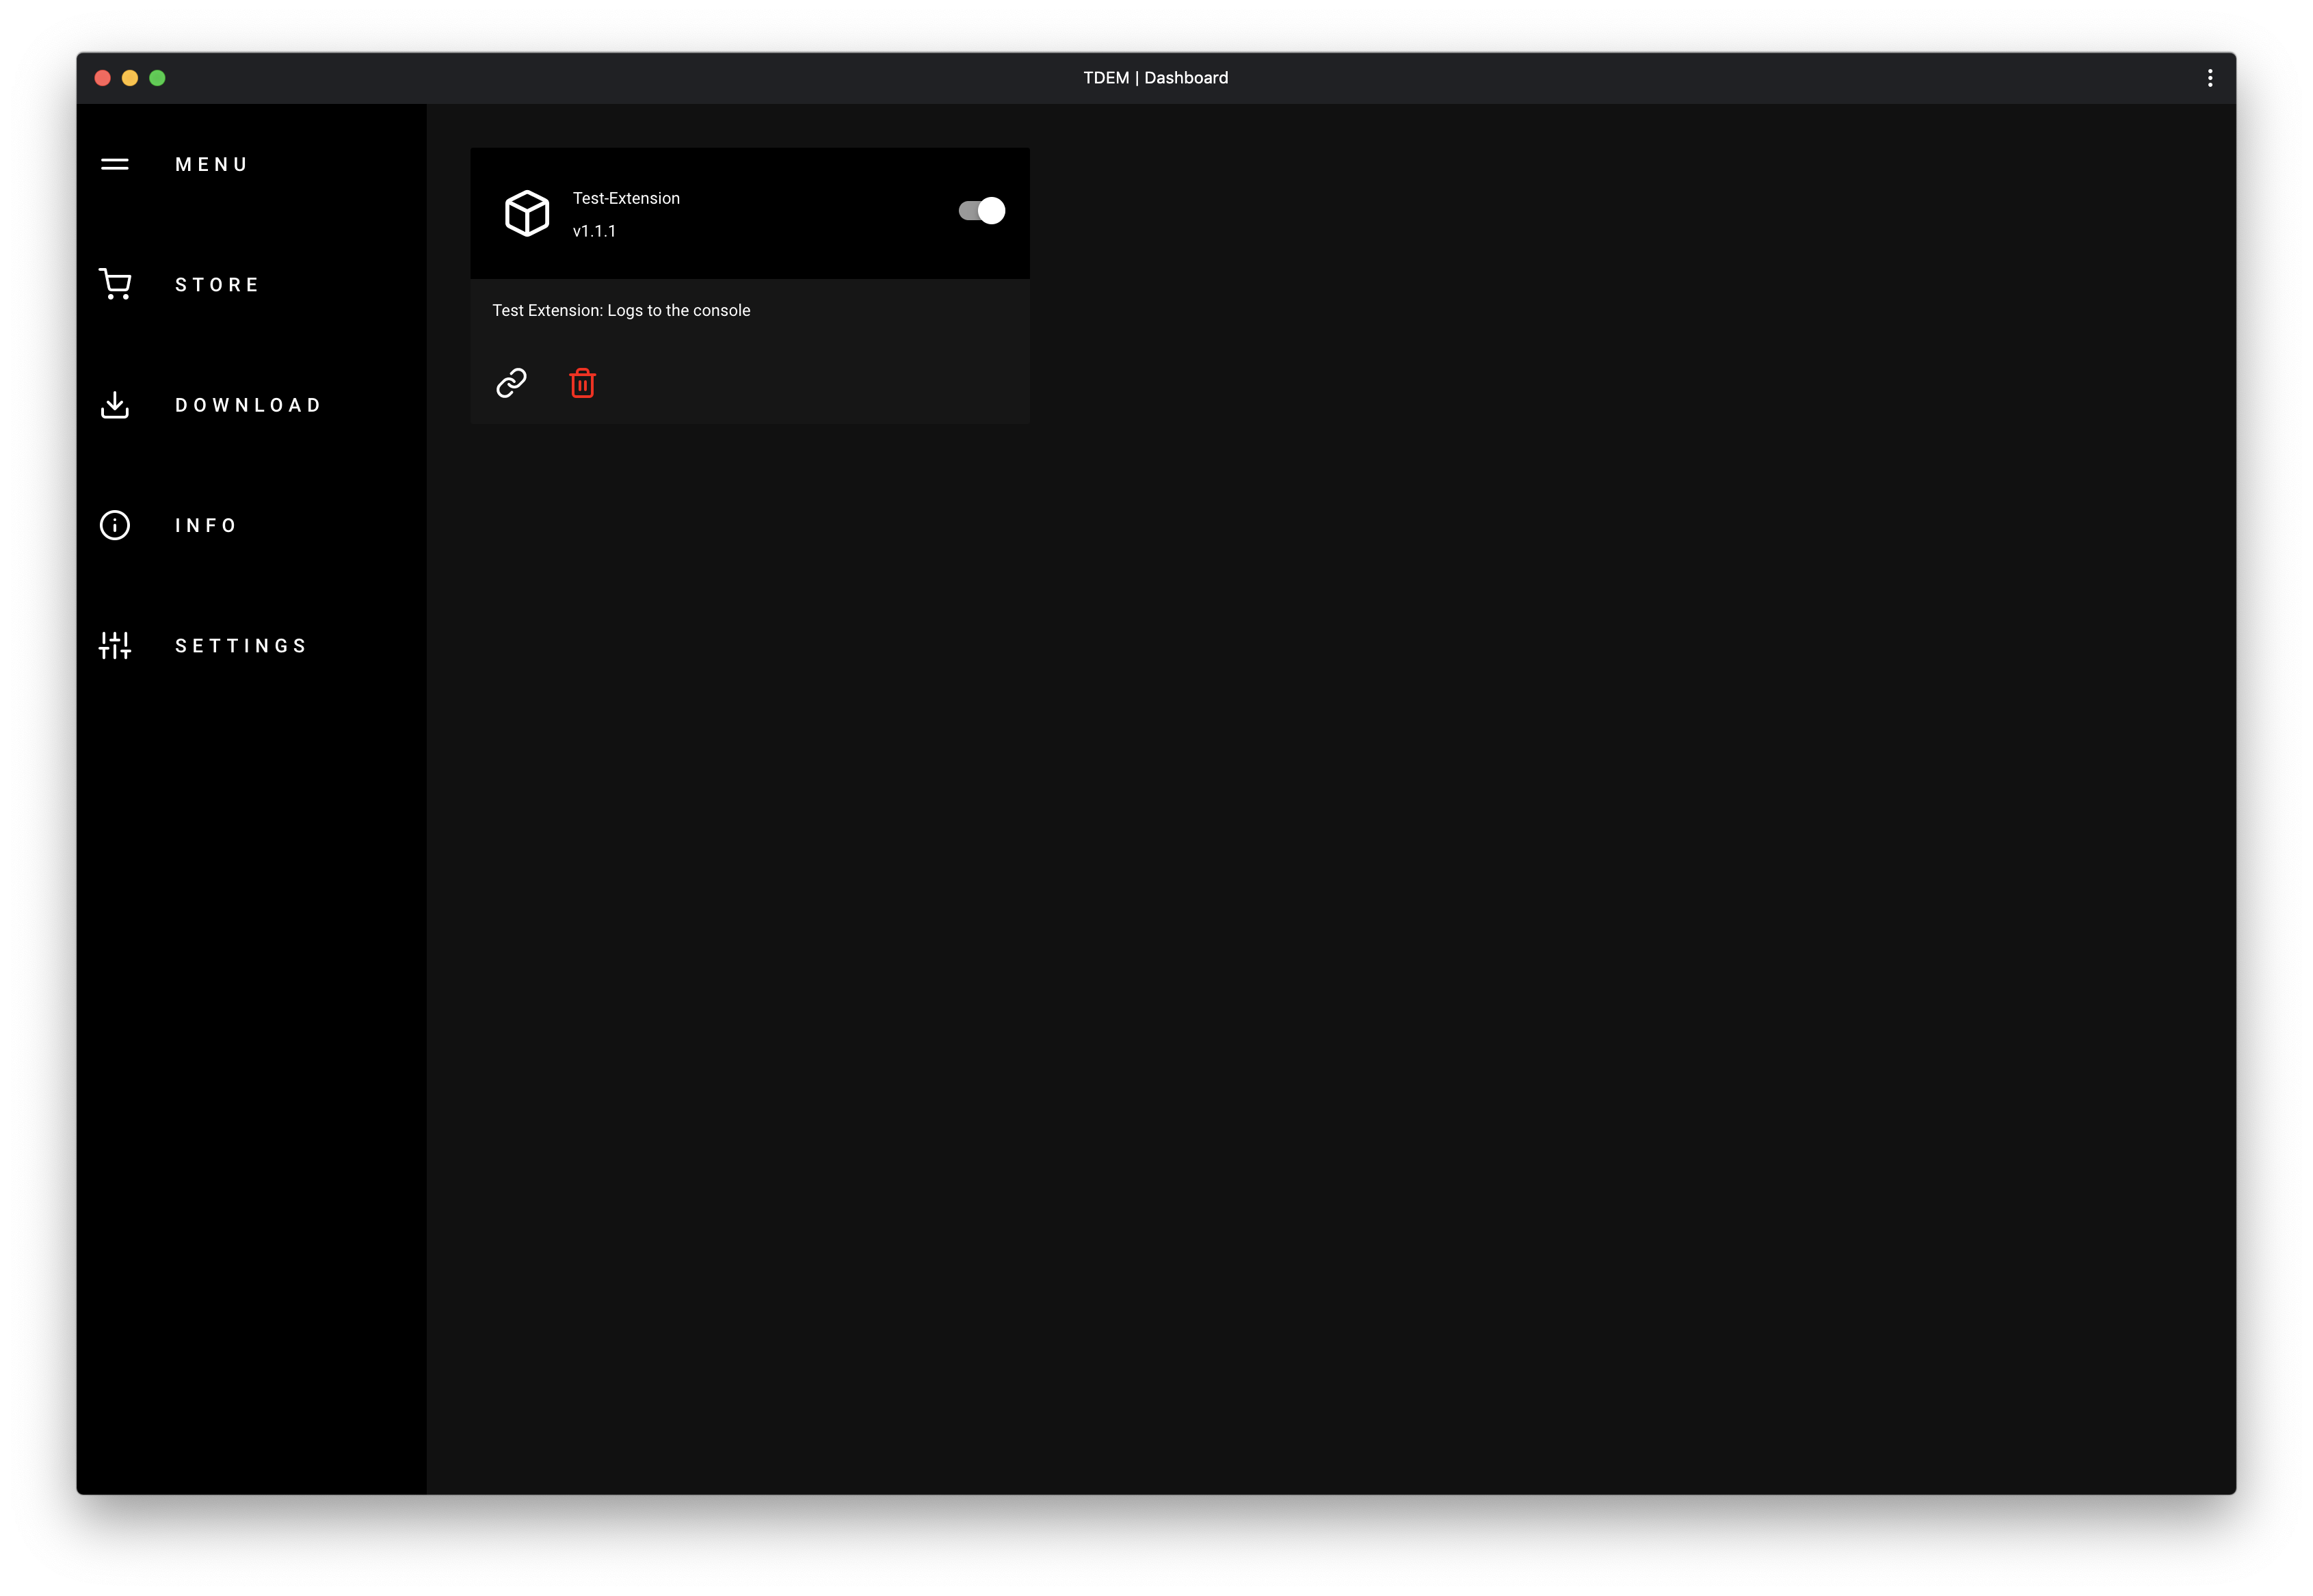 TDEM | Dashboard
MENU
STORE
DOWNLOAD
INFO
SETTINGS
Test-Extension
v1.1.1
Test Extension: Logs to the console